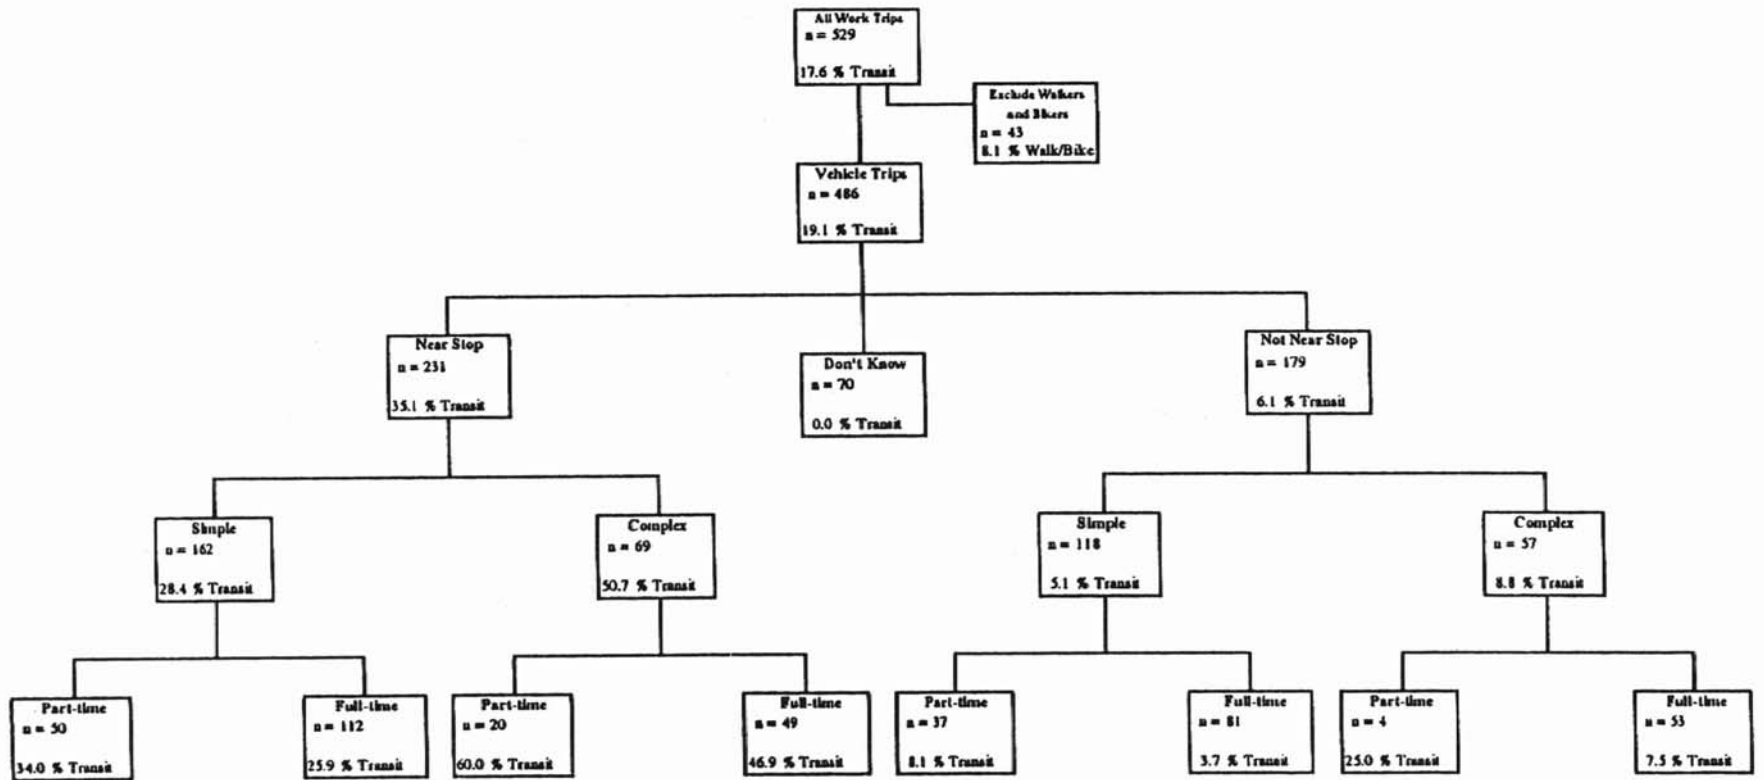 All Work Trips
n = 529
17.6 % Transit
Exclude Walkers
and Bikers
n = 43
8.1 % Walk/Bike
Vehicle Trips
n = 486
19.1 % Transit
Near Stop
n = 231
35.1 % Transit
Don't Know
n = 70
0.0 % Transit
Not Near Stop
n = 179
6.1 % Transit
Simple
n = 162
28.4 % Transit
Complex
n = 69
50.7 % Transit
Simple
n = 118
5.1 % Transit
Complex
n = 57
8.8 % Transit
Part-time
n = 50
34.0 % Transit
Full-time
n = 112
25.9 % Transit
Part-time
n = 20
60.0 % Transit
Full-time
n = 49
46.9 % Transit
Part-time
n = 37
8.1 % Transit
Full-time
n = 81
3.7 % Transit
Part-time
n = 4
25.0 % Transit
Full-time
n = 53
7.5 % Transit